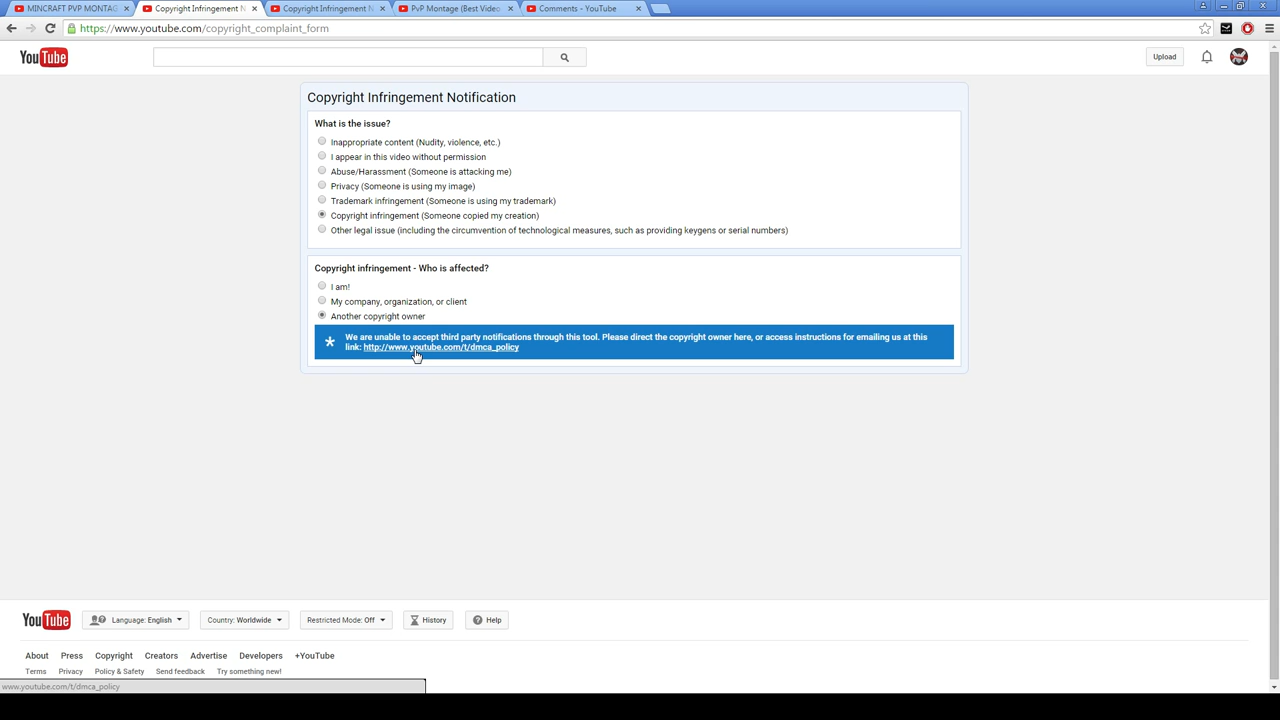 MINCRAFT PVP MONTAG
Copyright Infringement N
Copyright Infringement N
PvP Montage (Best Video
Comments - YouTube
https://www.youtube.com/copyright_complaint_form
YouTube
Upload
Copyright Infringement Notification
What is the issue?
Inappropriate content (Nudity, violence, etc.)
I appear in this video without permission
Abuse/Harassment (Someone is attacking me)
Privacy (Someone is using my image)
Trademark infringement (Someone is using my trademark)
Copyright infringement (Someone copied my creation)
Other legal issue (including the circumvention of technological measures, such as providing keygens or serial numbers)
Copyright infringement - Who is affected?
I am!
My company, organization, or client
Another copyright owner
We are unable to accept third party notifications through this tool. Please direct the copyright owner here, or access instructions for emailing us at this
link: http://www.youtube.com/t/dmca_policy
YouTube
Language: English
Country: Worldwide
Restricted Mode: Off
History
Help
About Press Copyright Creators Advertise Developers +YouTube
Terms Privacy Policy & Safety Send feedback Try something new!
www.youtube.com/t/dmca_policy